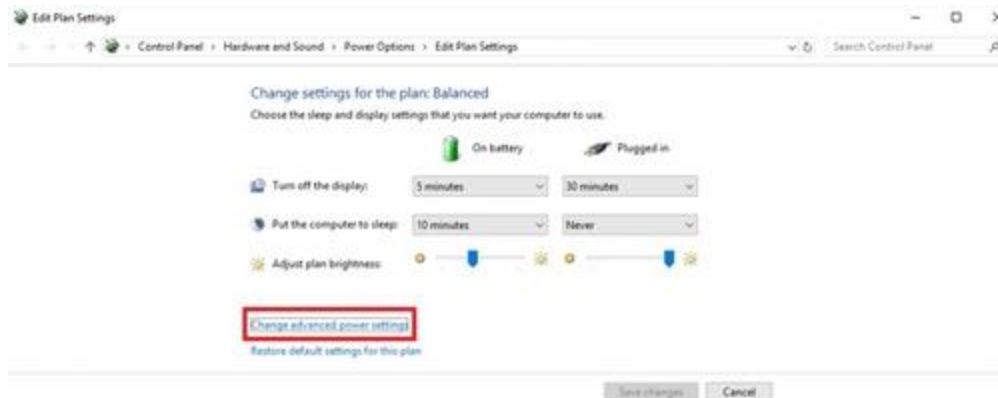 Edit Plan Settings
Control Panel › Hardware and Sound › Power Options › Edit Plan Settings
Search Control Panel
Change settings for the plan: Balanced
Choose the sleep and display settings that you want your computer to use.
On battery Plugged in
Turn off the display: 5 minutes 30 minutes
Put the computer to sleep: 10 minutes Never
Adjust plan brightness:
Change advanced power settings
Restore default settings for this plan
Save changes Cancel